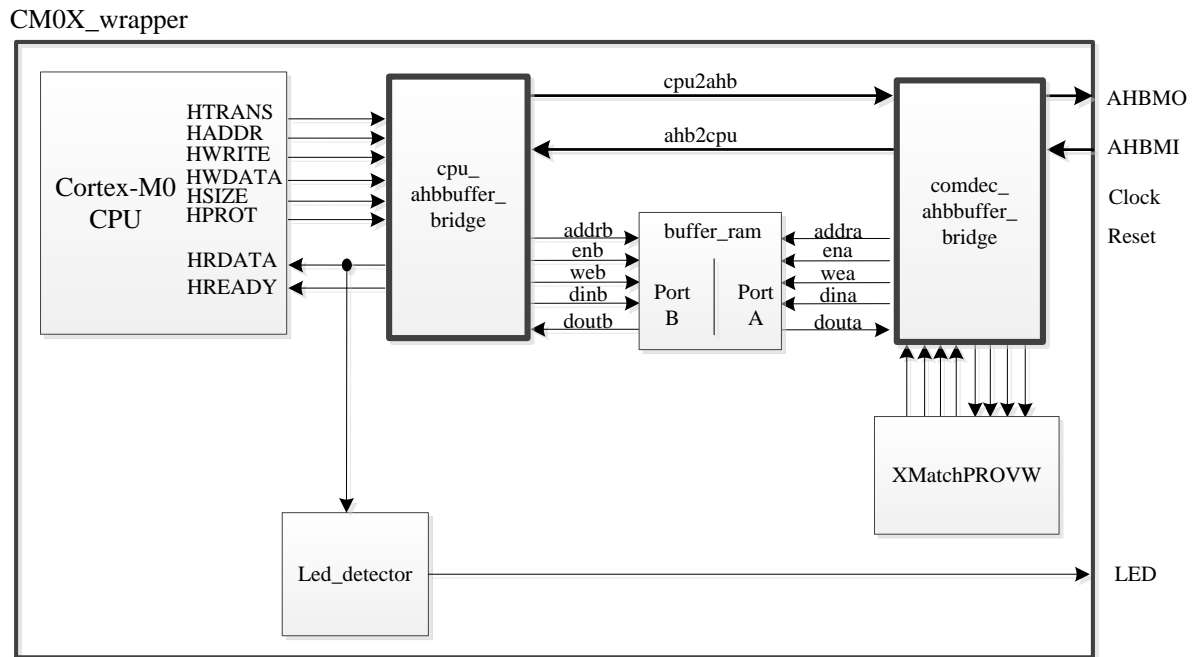 CM0X_wrapper
Cortex-M0
CPU
HTRANS
HADDR
HWRITE
HWDATA
HSIZE
HPROT
HRDATA
HREADY
cpu_
ahbbuffer_
bridge
cpu2ahb
ahb2cpu
addrb
enb
web
dinb
doutb
buffer_ram
Port
B
Port
A
addra
ena
wea
dina
douta
comdec_
ahbbuffer_
bridge
AHBMO
AHBMI
Clock
Reset
XMatchPROVW
Led_detector
LED